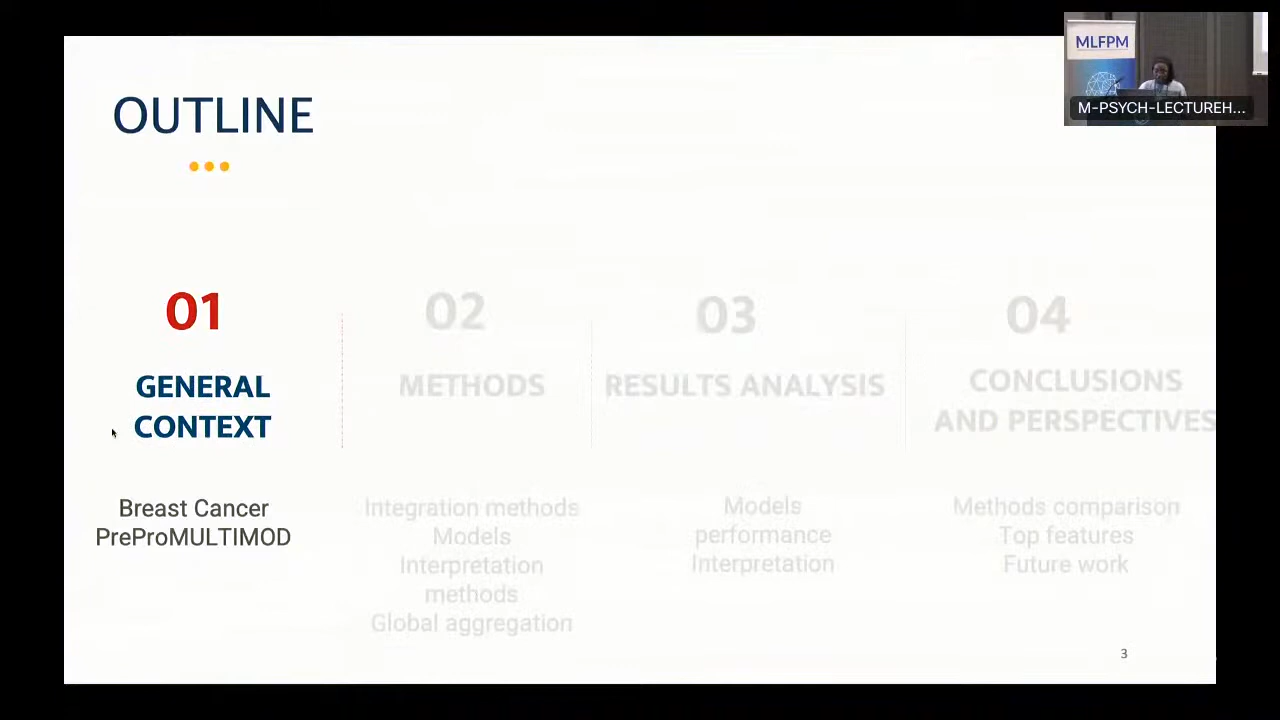 MLFPM
M-PSYCH-LECTUREH...
OUTLINE
01
GENERAL
CONTEXT
Breast Cancer
PreProMULTIMOD
02
METHODS
Integration methods
Models
Interpretation
methods
Global aggregation
03
RESULTS ANALYSIS
Models
performance
Interpretation
04
CONCLUSIONS
AND PERSPECTIVES
Methods comparison
Top features
Future work
3